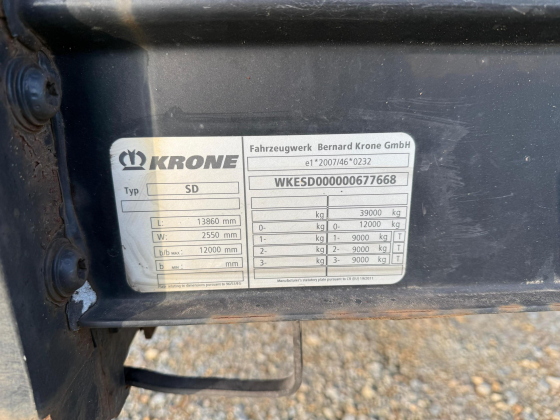 KRONE
Fahrzeugwerk Bernard Krone GmbH
e1*2007/46*0232
Typ SD
WKESD000000677668
kg 39000 kg
L: 13860 mm
0- kg 0- 12000 kg
W: 2550 mm
1- kg 1- 9000 kg T
b/b MAX.: 12000 mm
2- kg 2- 9000 kg T
mm
3- kg 3- 9000 kg T